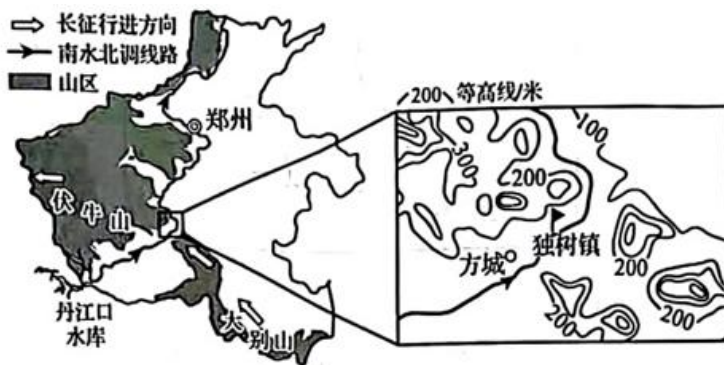 长征行进方向
南水北调线路
山区
郑州
伏牛山
丹江口
水库
大别山
200 等高线/米
100
300
200
独树镇
方城
200
200
200